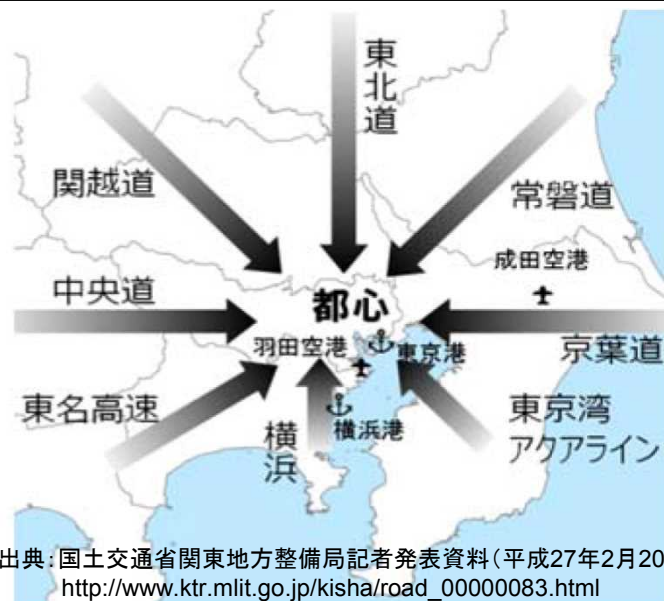 東北道
関越道
常磐道
成田空港
中央道
都心
羽田空港
東京港
京葉道
東名高速
横浜
横浜港
東京湾
アクアライン
出典：国土交通省関東地方整備局記者発表資料（平成27年2月20
http://www.ktr.mlit.go.jp/kisha/road_00000083.html